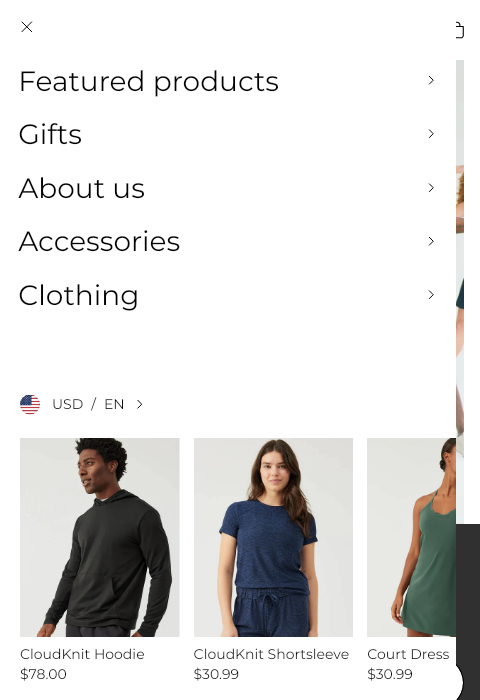 Featured products
Gifts
About us
Accessories
Clothing
USD / EN
CloudKnit Hoodie
$78.00
CloudKnit Shortsleeve
$30.99
Court Dress
$30.99